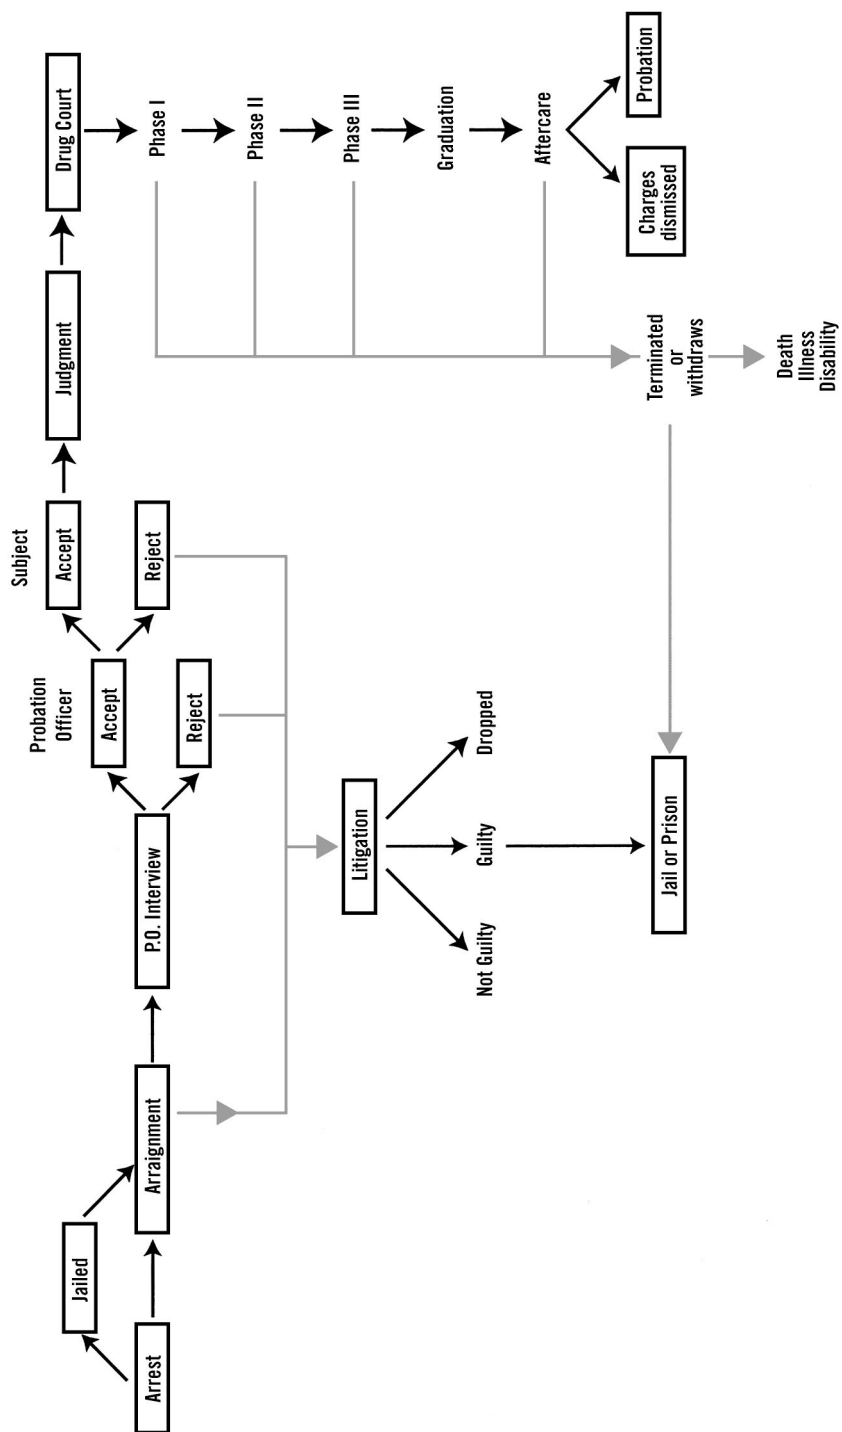 Arrest
Jailed
Arraignment
P.O. Interview
Probation
Officer
Accept
Reject
Subject
Accept
Reject
Judgment
Drug Court
Phase I
Phase II
Phase III
Graduation
Aftercare
Charges
dismissed
Probation
Terminated
or
withdraws
Death
Illness
Disability
Litigation
Not Guilty
Guilty
Dropped
Jail or Prison